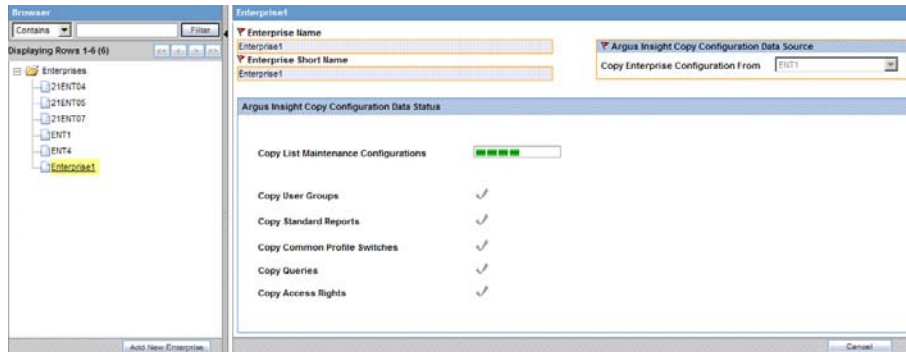 Browser
Contains
Filter
Displaying Rows 1-6 (6)
<<
<
>
>>
Enterprises
21ENT04
21ENT05
21ENT07
ENT1
ENT4
Enterprise1
Add New Enterprise
Enterprise1
Enterprise Name
Enterprise1
Enterprise Short Name
Enterprise1
Argus Insight Copy Configuration Data Source
Copy Enterprise Configuration From ENT1
Argus Insight Copy Configuration Data Status
Copy List Maintenance Configurations
Copy User Groups
Copy Standard Reports
Copy Common Profile Switches
Copy Queries
Copy Access Rights
Cancel